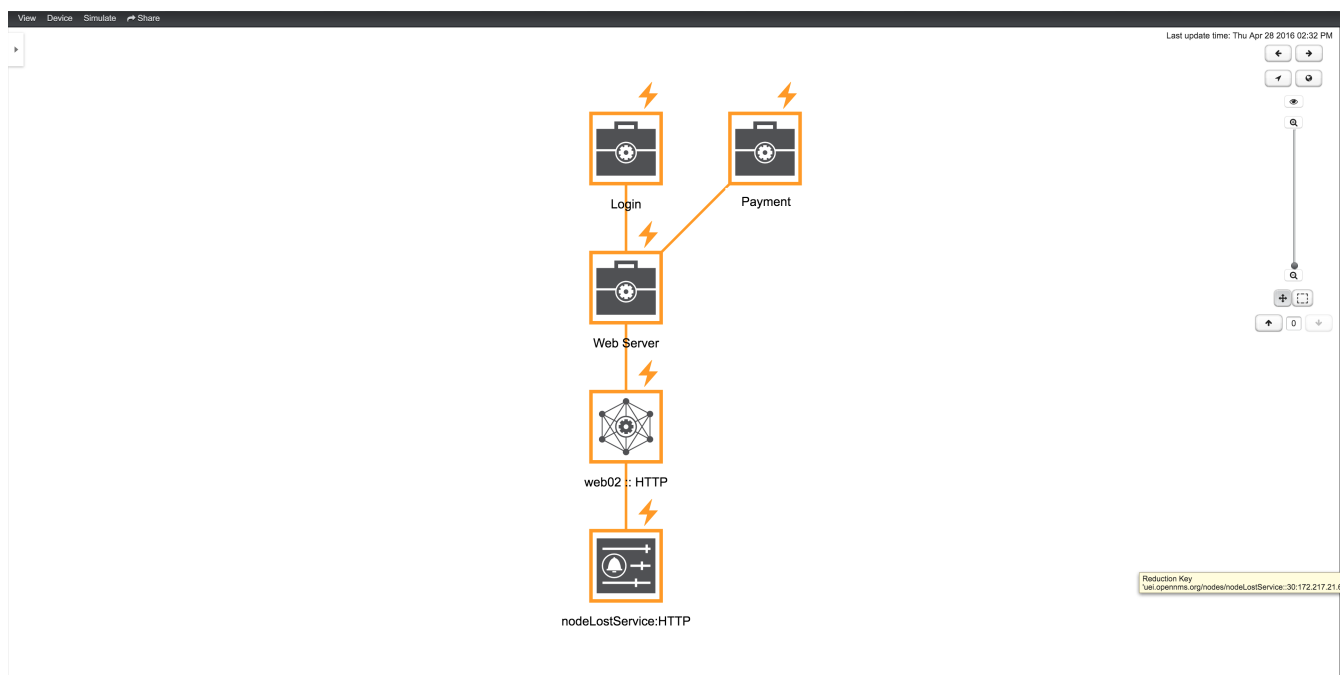 View Device Simulate Share
Last update time: Thu Apr 28 2016 02:32 PM
Login
Payment
Web Server
0
web02 :: HTTP
nodeLostService:HTTP
Reduction Key
'uei.opennms.org/nodes/nodeLostService::30:172.217.21.6